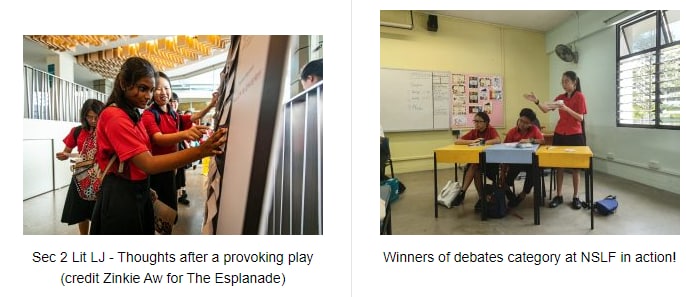 Sec 2 Lit LJ - Thoughts after a provoking play
(credit Zinkie Aw for The Esplanade)
Winners of debates category at NSLF in action!